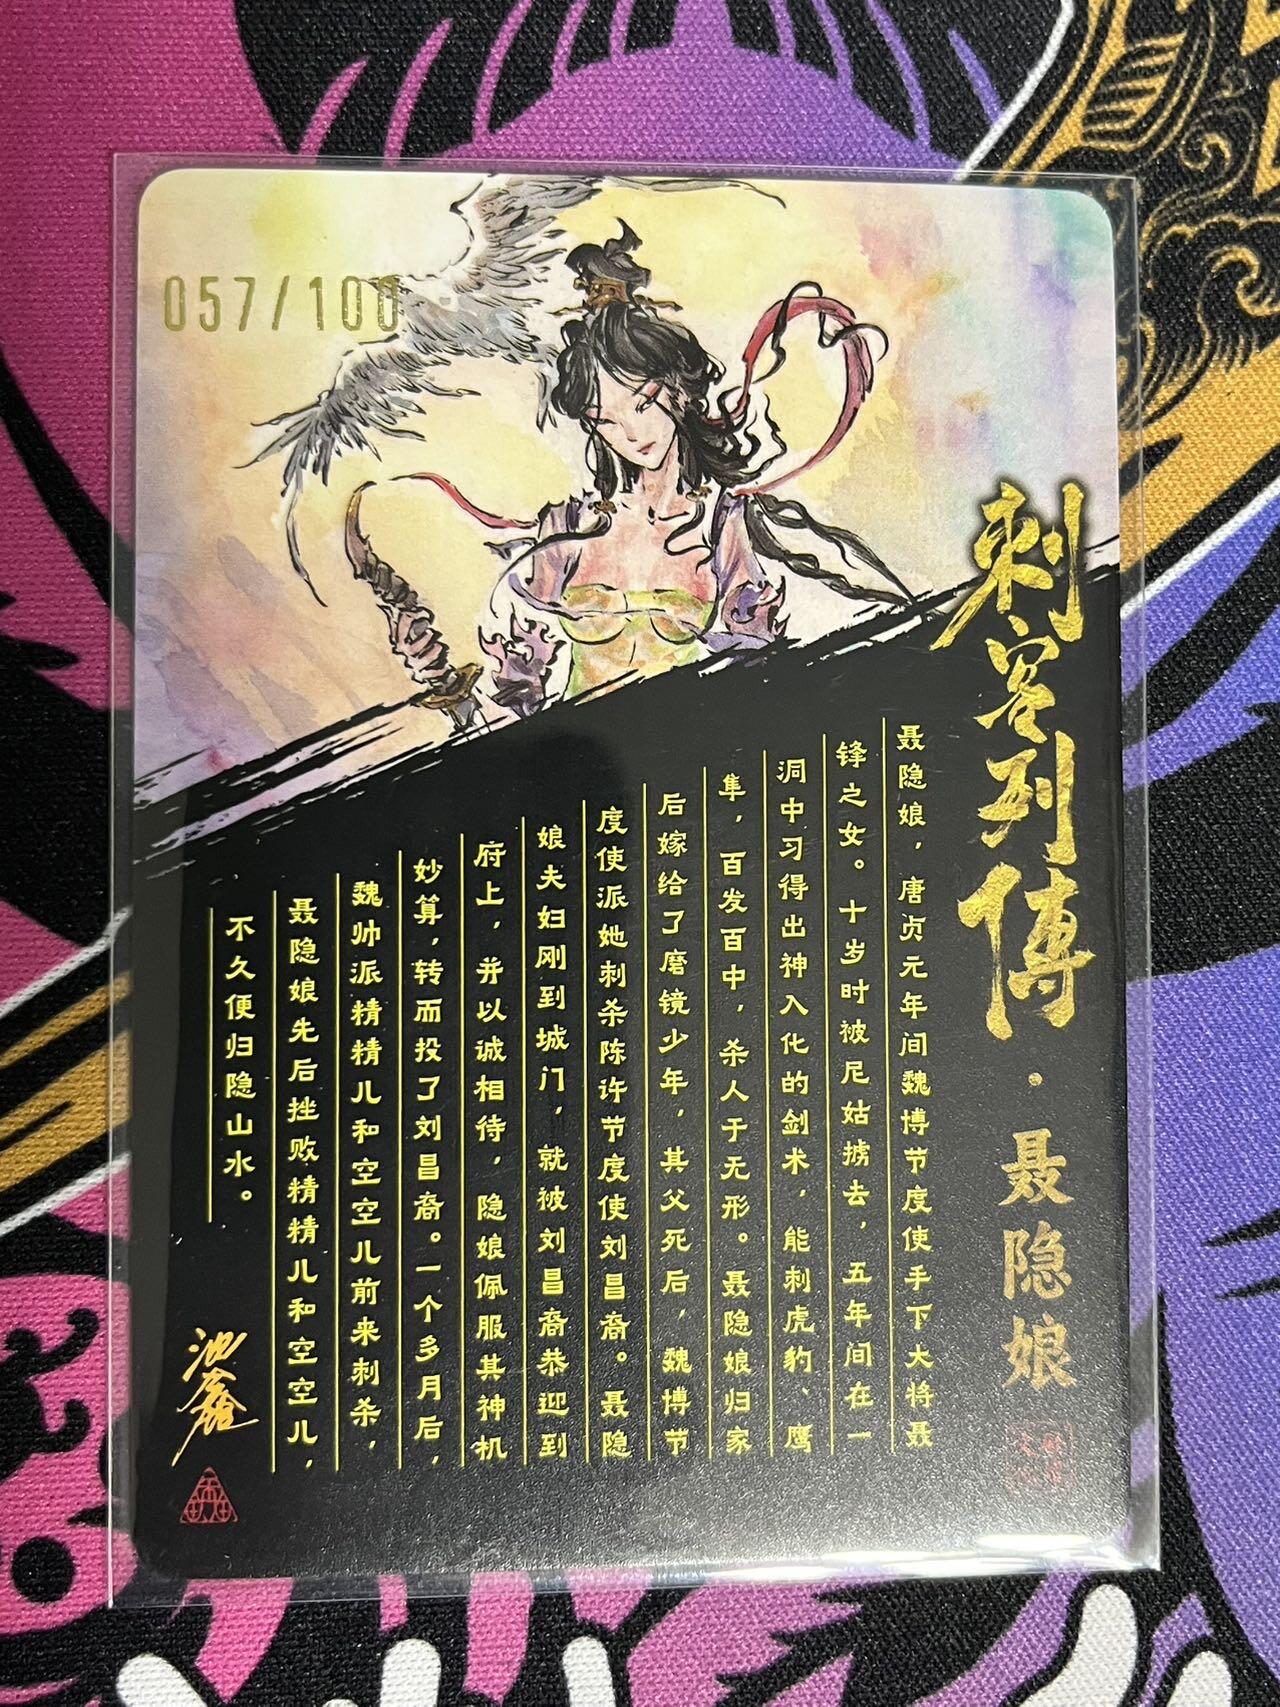 057/100
刺客列傳·聂隐娘
聂隐娘，唐贞元年间魏博节度使手下大将聂
锋之女。十岁时被尼姑掳去，五年间在一
洞中习得出神入化的剑术，能刺虎豹、鹰
隼，百发百中，杀人于无形。聂隐娘归家
后嫁给了磨镜少年，其父死后，魏博节
度使派她刺杀陈许节度使刘昌裔。聂隐
娘夫妇刚到城门，就被刘昌裔恭迎到
府上，并以诚相待，隐娘佩服其神机
妙算，转而投了刘昌裔。一个多月后，
魏帅派精精儿和空空儿前来刺杀，
聂隐娘先后挫败精精儿和空空儿，
不久便归隐山水。